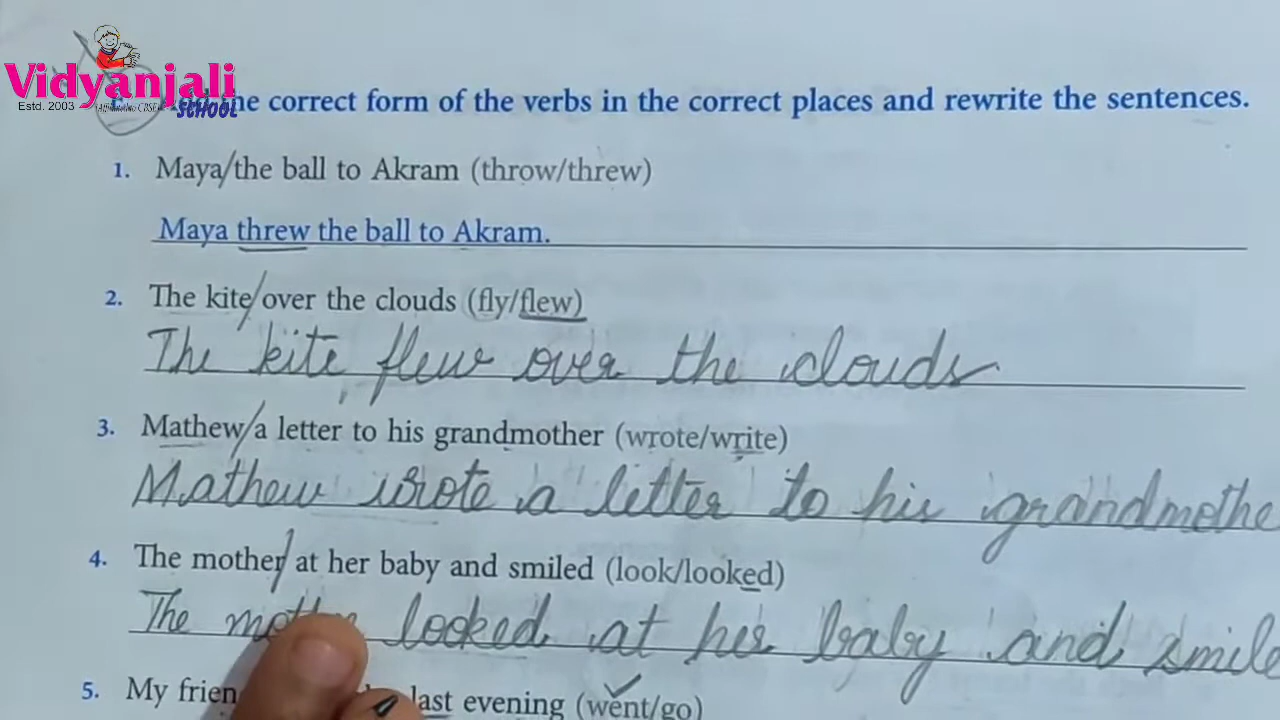 Vidyanjali
Estd. 2003
SCHOOL
the correct form of the verbs in the correct places and rewrite the sentences.
1. Maya/the ball to Akram (throw/threw)
Maya threw the ball to Akram.
2. The kite/over the clouds (fly/flew)
The kite flew over the clouds
3. Mathew/a letter to his grandmother (wrote/write)
Mathew wrote a letter to his grandmothe
4. The mother/at her baby and smiled (look/looked)
The looked at her baby and smile
5. My frien last evening (went/go)